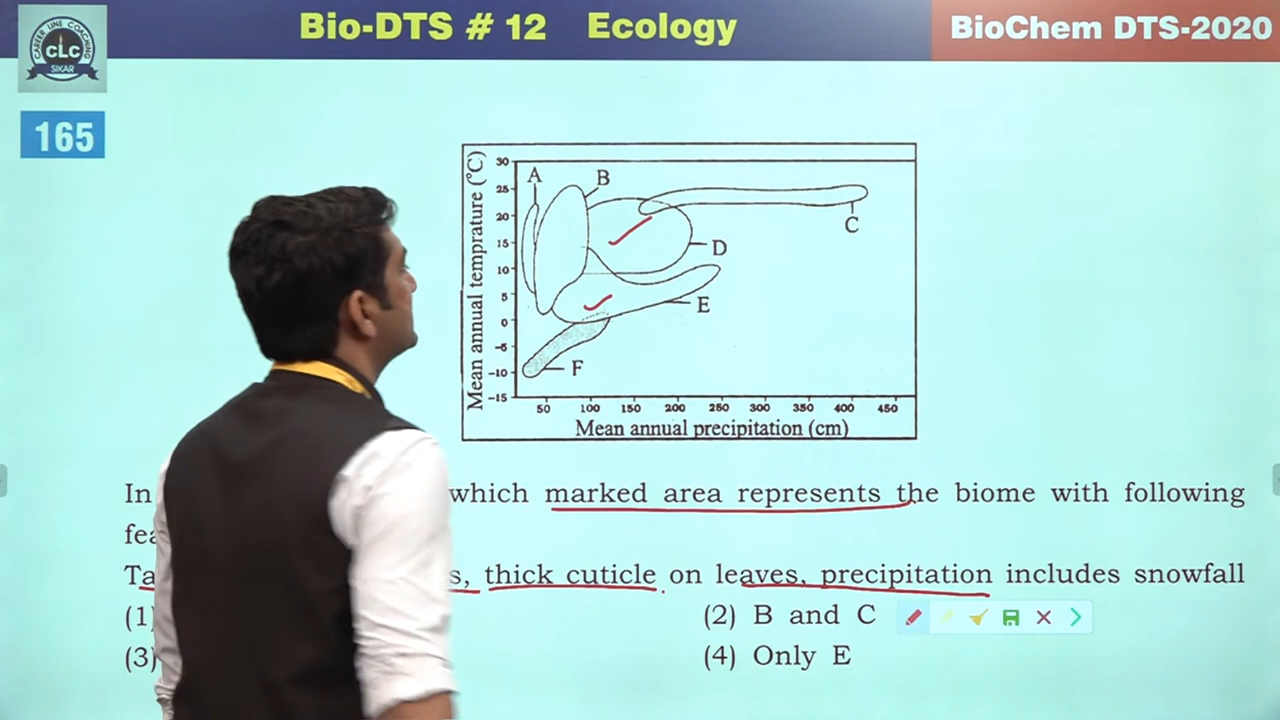 Bio-DTS # 12 Ecology
BioChem DTS-2020
CAREER LINE COACHING
CLC
SIKAR
165
Mean annual temprature (°C)
30
25
20
15
10
5
0
-5
-10
-15
A
B
C
D
E
F
50 100 150 200 250 300 350 400 450
Mean annual precipitation (cm)
In which marked area represents the biome with following
s, thick cuticle on leaves, precipitation includes snowfall
(1) (2) B and C
(3) (4) Only E